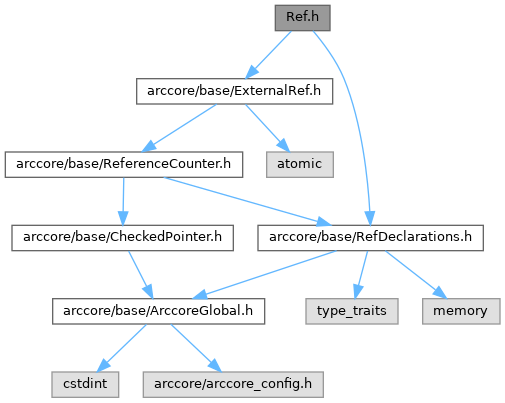 Ref.h
arccore/base/ExternalRef.h
arccore/base/ReferenceCounter.h
atomic
arccore/base/CheckedPointer.h
arccore/base/RefDeclarations.h
arccore/base/ArccoreGlobal.h
type_traits
memory
cstdint
arccore/arccore_config.h